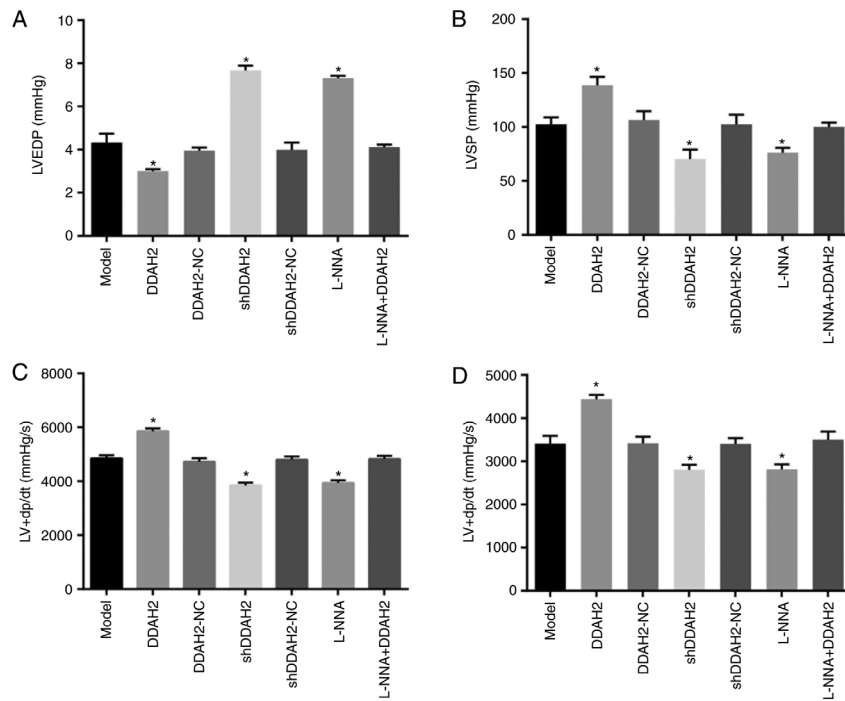 A
LVEDP (mmHg)
10
8
6
4
2
0
*
*
*
Model
DDAH2
DDAH2-NC
shDDAH2
shDDAH2-NC
L-NNA
L-NNA+DDAH2
B
LVSP (mmHg)
200
150
100
50
0
*
*
*
Model
DDAH2
DDAH2-NC
shDDAH2
shDDAH2-NC
L-NNA
L-NNA+DDAH2
C
LV+dp/dt (mmHg/s)
8000
6000
4000
2000
0
*
*
*
Model
DDAH2
DDAH2-NC
shDDAH2
shDDAH2-NC
L-NNA
L-NNA+DDAH2
D
LV+dp/dt (mmHg/s)
5000
4000
3000
2000
1000
0
*
*
*
Model
DDAH2
DDAH2-NC
shDDAH2
shDDAH2-NC
L-NNA
L-NNA+DDAH2